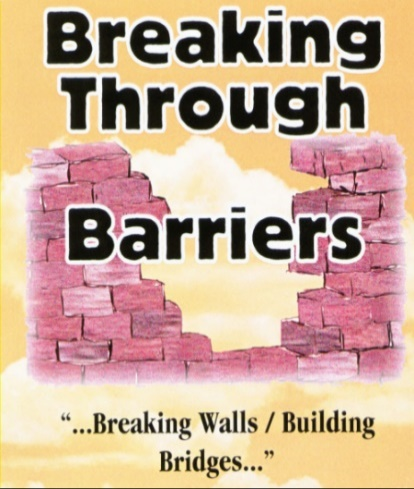 Breaking
Through
Barriers
“...Breaking Walls / Building
Bridges...”